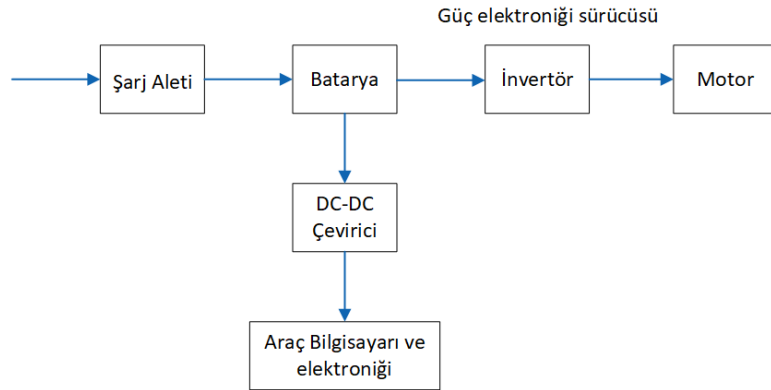 Güç elektroniği sürücüsü
Şarj Aleti
Batarya
İnvertör
Motor
DC-DC
Çevirici
Araç Bilgisayarı ve
elektroniği